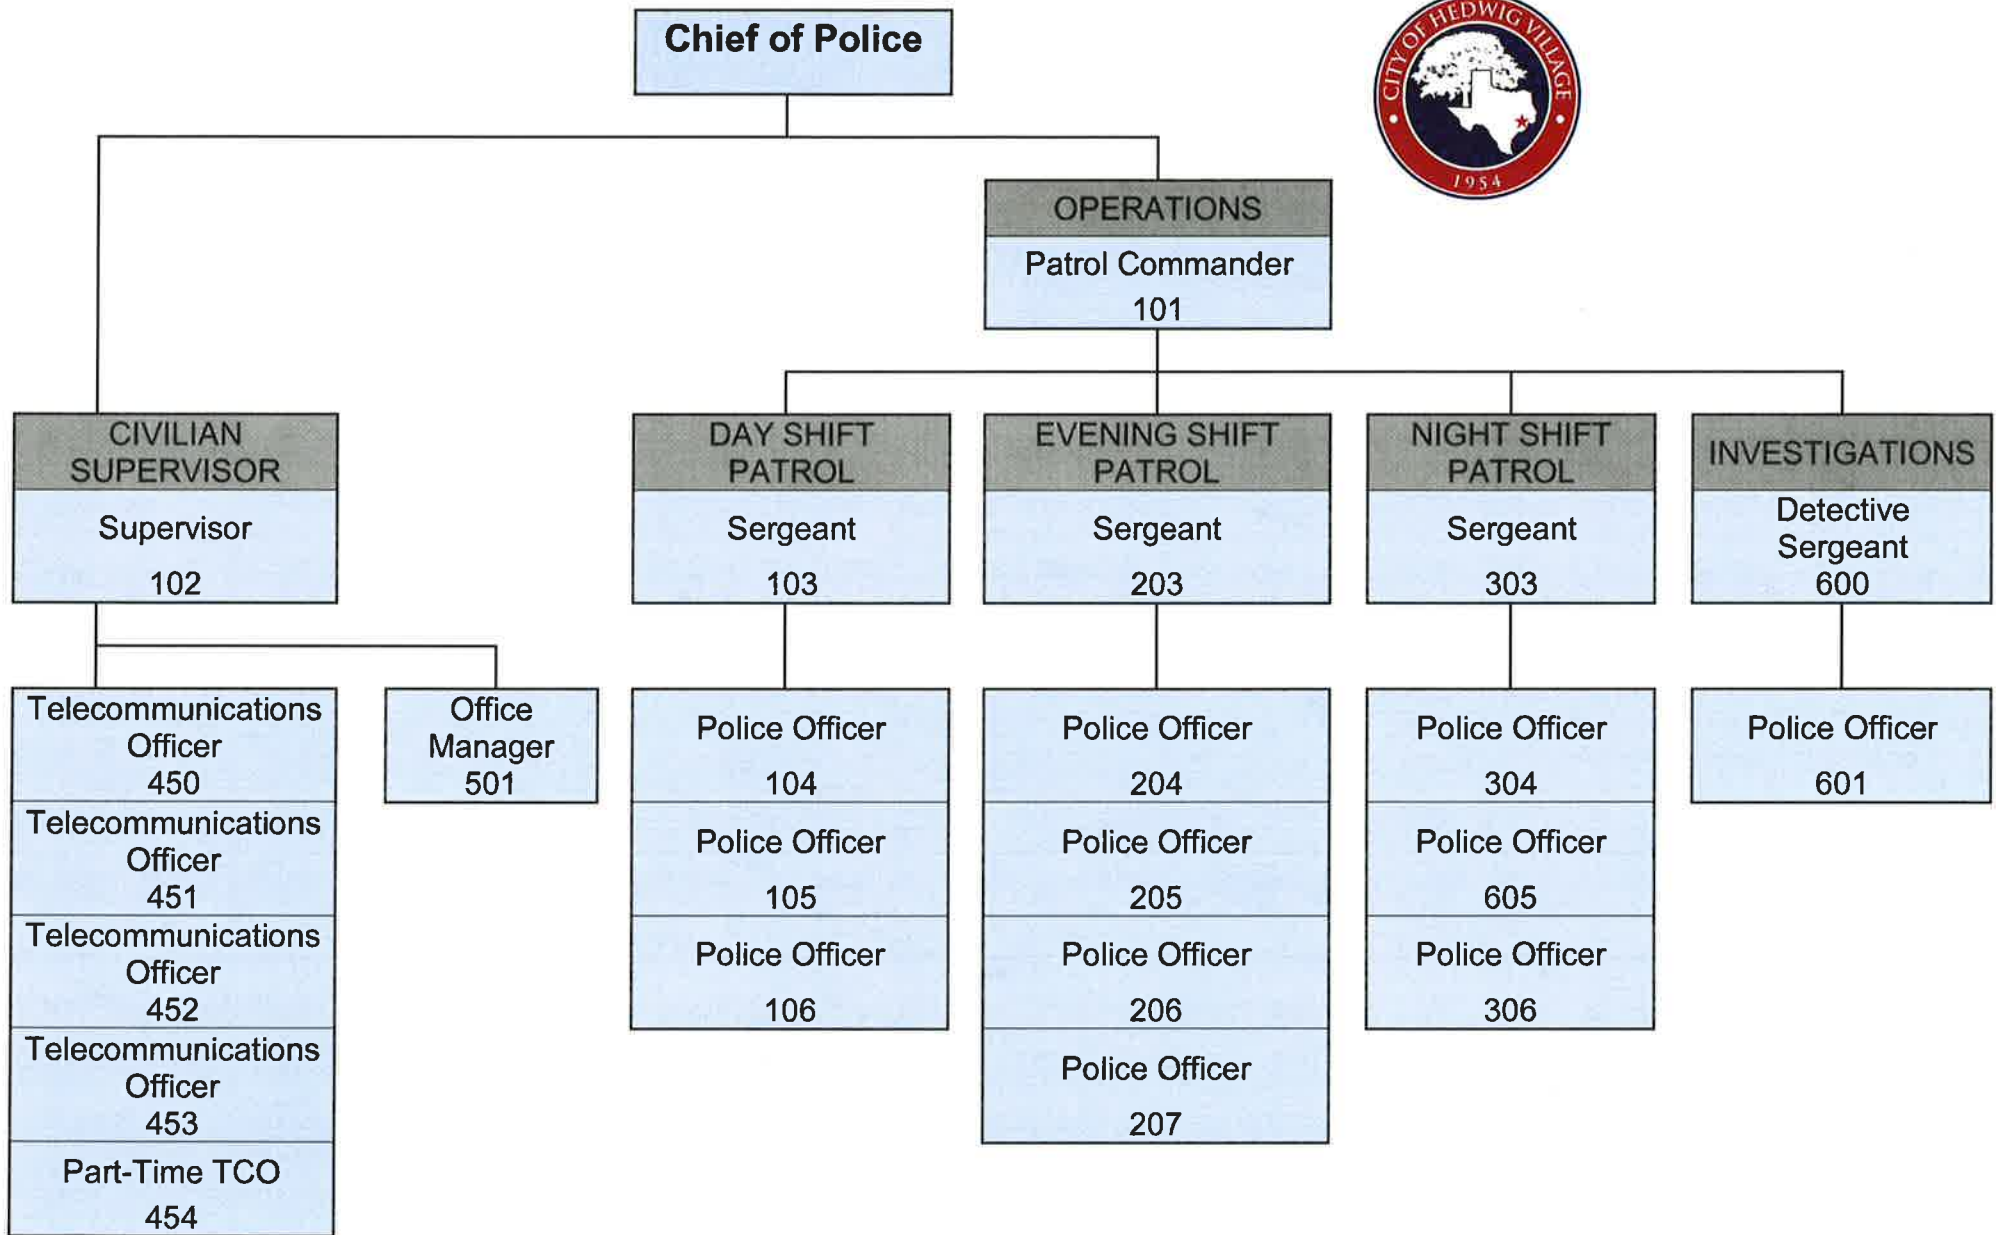 Chief of Police
CITY OF HEDWIG VILLAGE
1954
OPERATIONS
Patrol Commander
101
CIVILIAN
SUPERVISOR
Supervisor
102
DAY SHIFT
PATROL
Sergeant
103
EVENING SHIFT
PATROL
Sergeant
203
NIGHT SHIFT
PATROL
Sergeant
303
INVESTIGATIONS
Detective
Sergeant
600
Telecommunications
Officer
450
Telecommunications
Officer
451
Telecommunications
Officer
452
Telecommunications
Officer
453
Part-Time TCO
454
Office
Manager
501
Police Officer
104
Police Officer
105
Police Officer
106
Police Officer
204
Police Officer
205
Police Officer
206
Police Officer
207
Police Officer
304
Police Officer
605
Police Officer
306
Police Officer
601